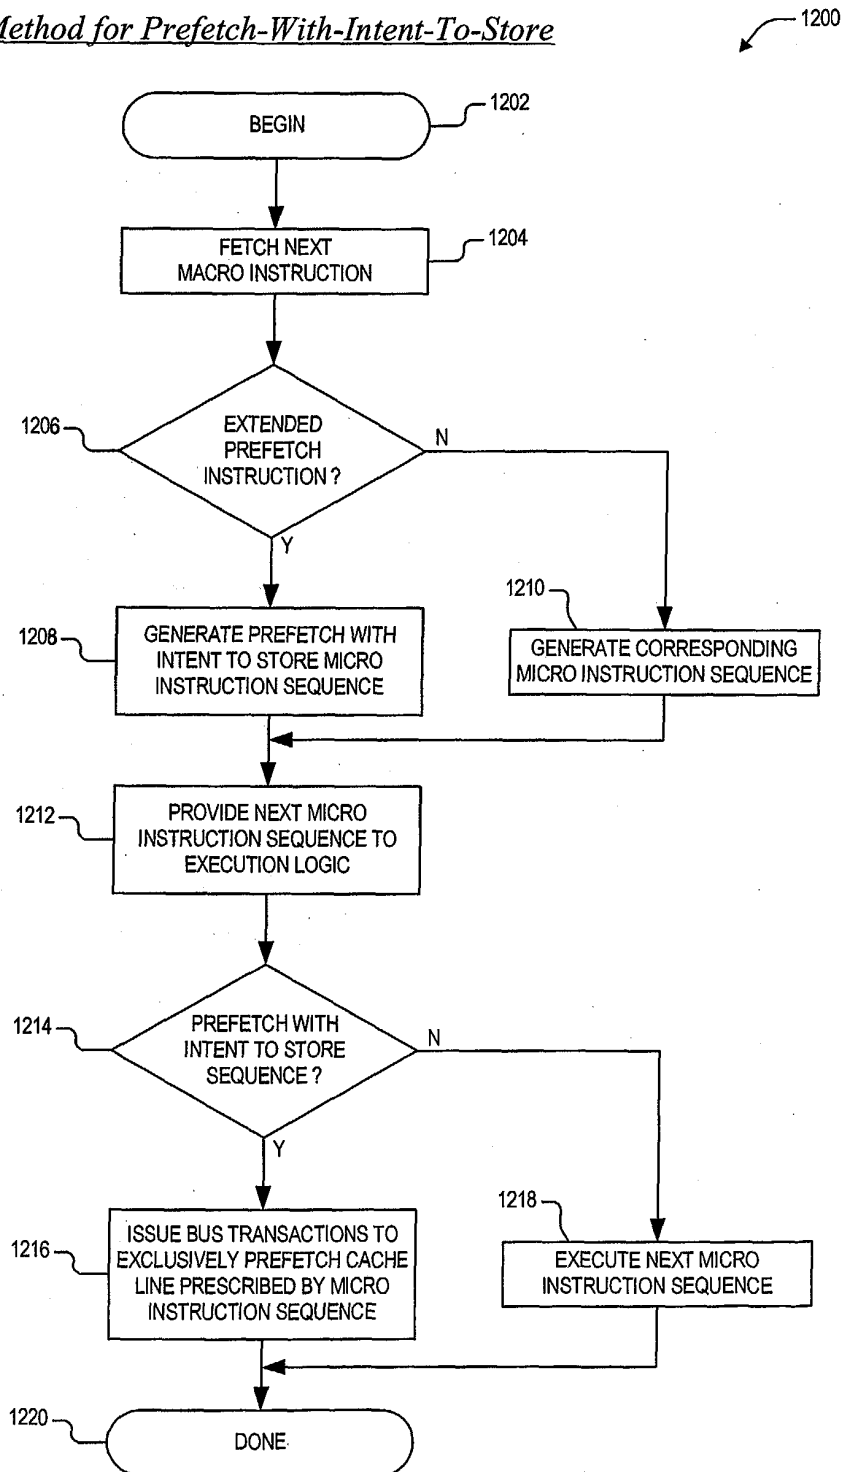 Method for Prefetch-With-Intent-To-Store
1200
BEGIN
1202
FETCH NEXT
MACRO INSTRUCTION
1204
1206
EXTENDED
PREFETCH
INSTRUCTION?
N
Y
1208
GENERATE PREFETCH WITH
INTENT TO STORE MICRO
INSTRUCTION SEQUENCE
1210
GENERATE CORRESPONDING
MICRO INSTRUCTION SEQUENCE
1212
PROVIDE NEXT MICRO
INSTRUCTION SEQUENCE TO
EXECUTION LOGIC
1214
PREFETCH WITH
INTENT TO STORE
SEQUENCE?
N
Y
1216
ISSUE BUS TRANSACTIONS TO
EXCLUSIVELY PREFETCH CACHE
LINE PRESCRIBED BY MICRO
INSTRUCTION SEQUENCE
1218
EXECUTE NEXT MICRO
INSTRUCTION SEQUENCE
1220
DONE